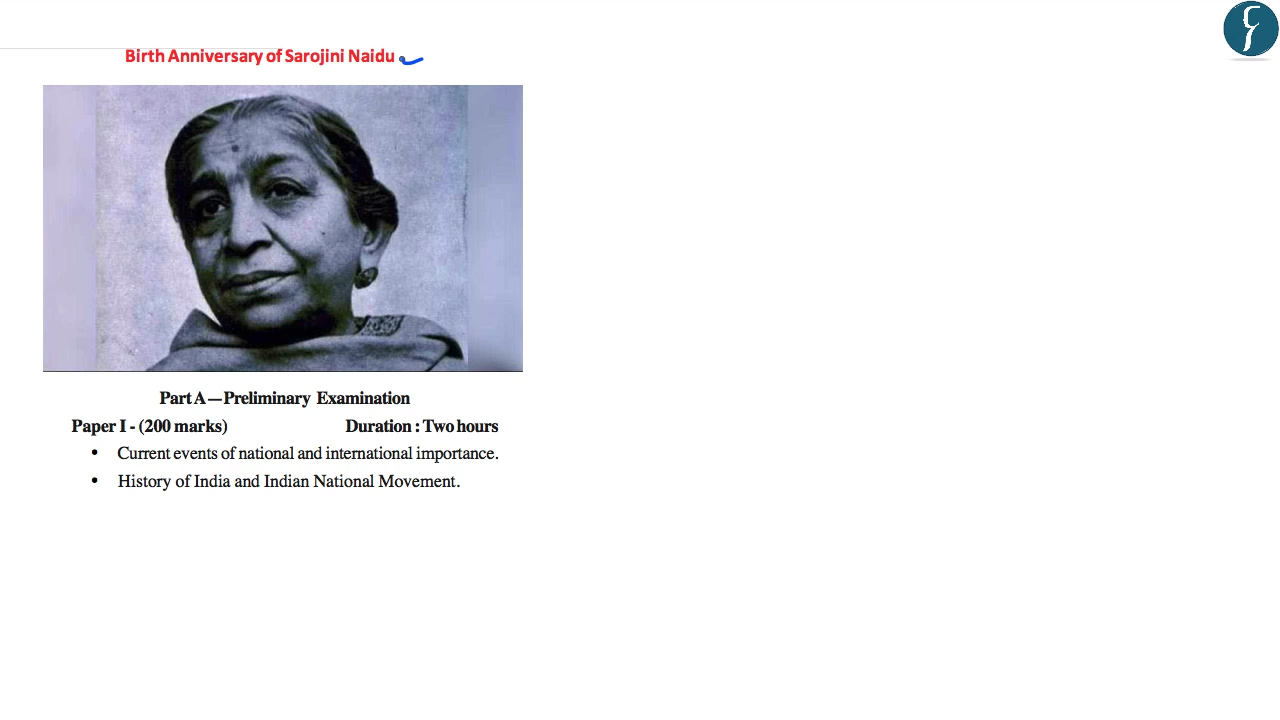 Birth Anniversary of Sarojini Naidu
Part A—Preliminary Examination
Paper I - (200 marks) Duration : Two hours
• Current events of national and international importance.
• History of India and Indian National Movement.